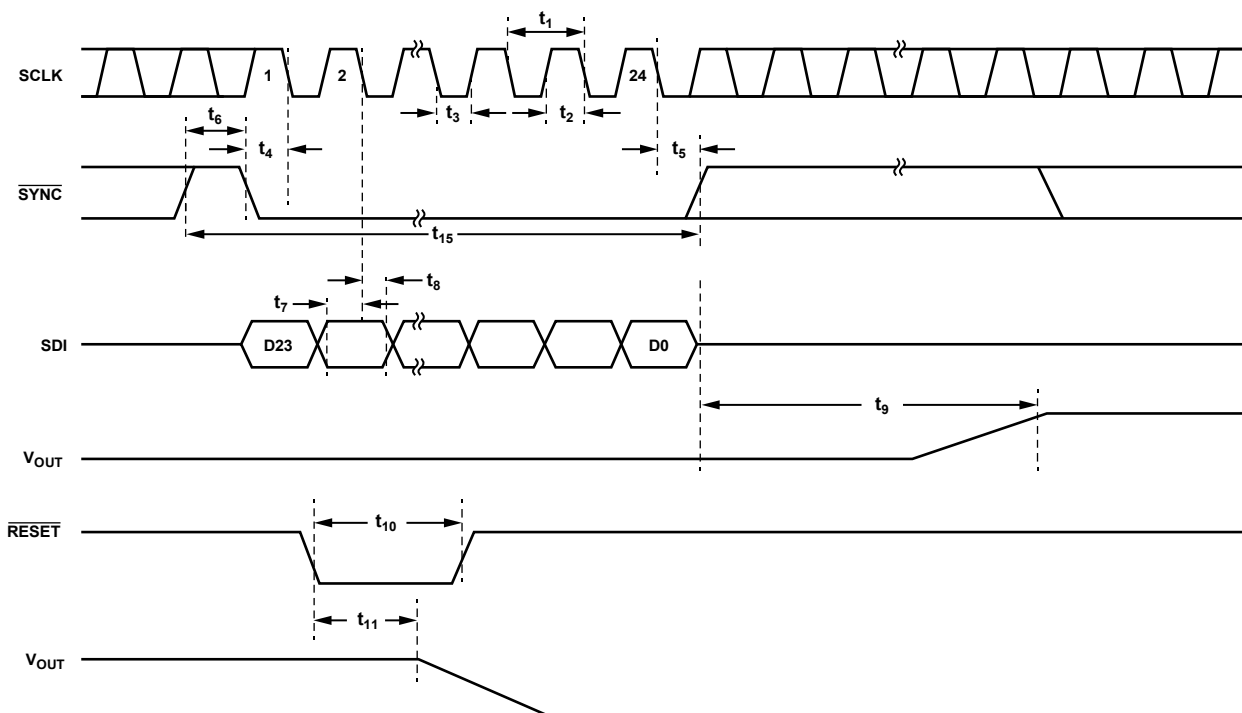 t1
SCLK
1
2
24
t3
t2
t6
t4
t5
SYNC
t15
t8
t7
SDI
D23
D0
t9
VOUT
RESET
t10
t11
VOUT